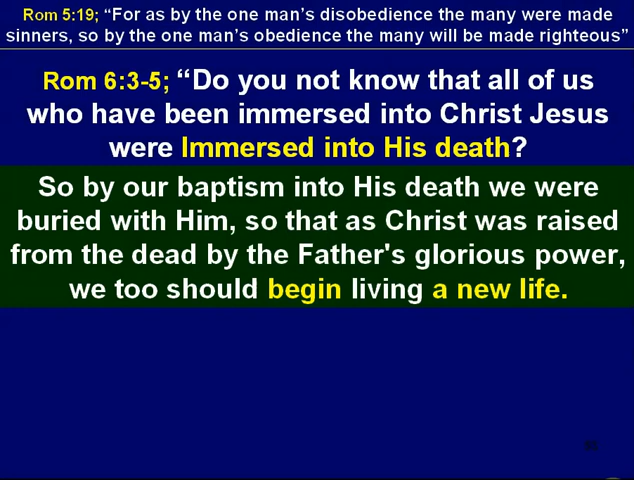 Rom 5:19; “For as by the one man’s disobedience the many were made
sinners, so by the one man’s obedience the many will be made righteous”
Rom 6:3-5; “Do you not know that all of us
who have been immersed into Christ Jesus
were Immersed into His death?
So by our baptism into His death we were
buried with Him, so that as Christ was raised
from the dead by the Father's glorious power,
we too should begin living a new life.